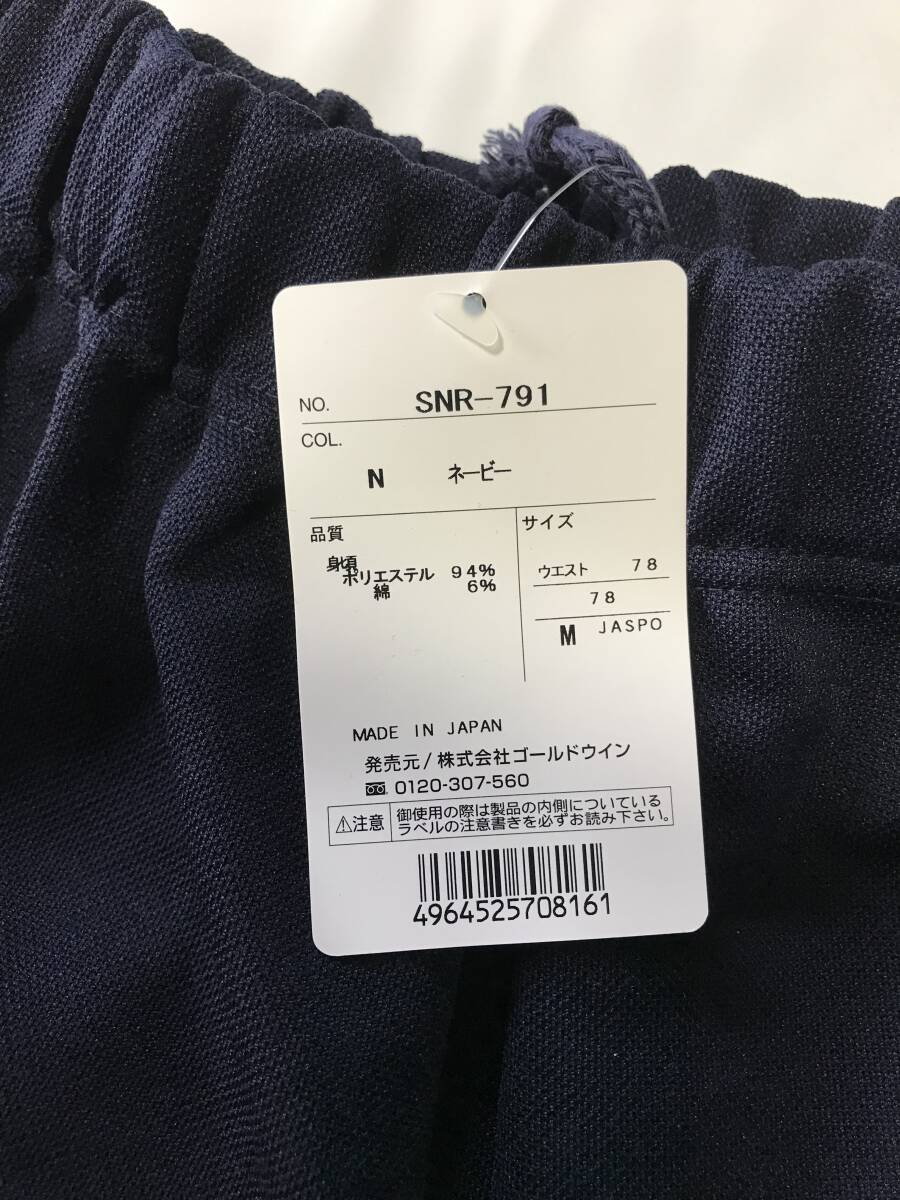 NO. SNR-791
COL.
N ネービー
品質
身頃
ポリエステル 94%
綿 6%
サイズ
ウエスト 78
78
M JASPO
MADE IN JAPAN
発売元/株式会社ゴールドウイン
0120-307-560
⚠注意
御使用の際は製品の内側についている
ラベルの注意書きを必ずお読み下さい。
4964525708161